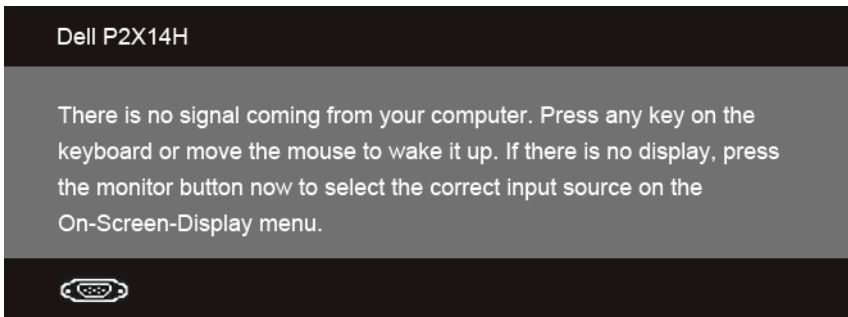 Dell P2X14H
There is no signal coming from your computer. Press any key on the
keyboard or move the mouse to wake it up. If there is no display, press
the monitor button now to select the correct input source on the
On-Screen-Display menu.